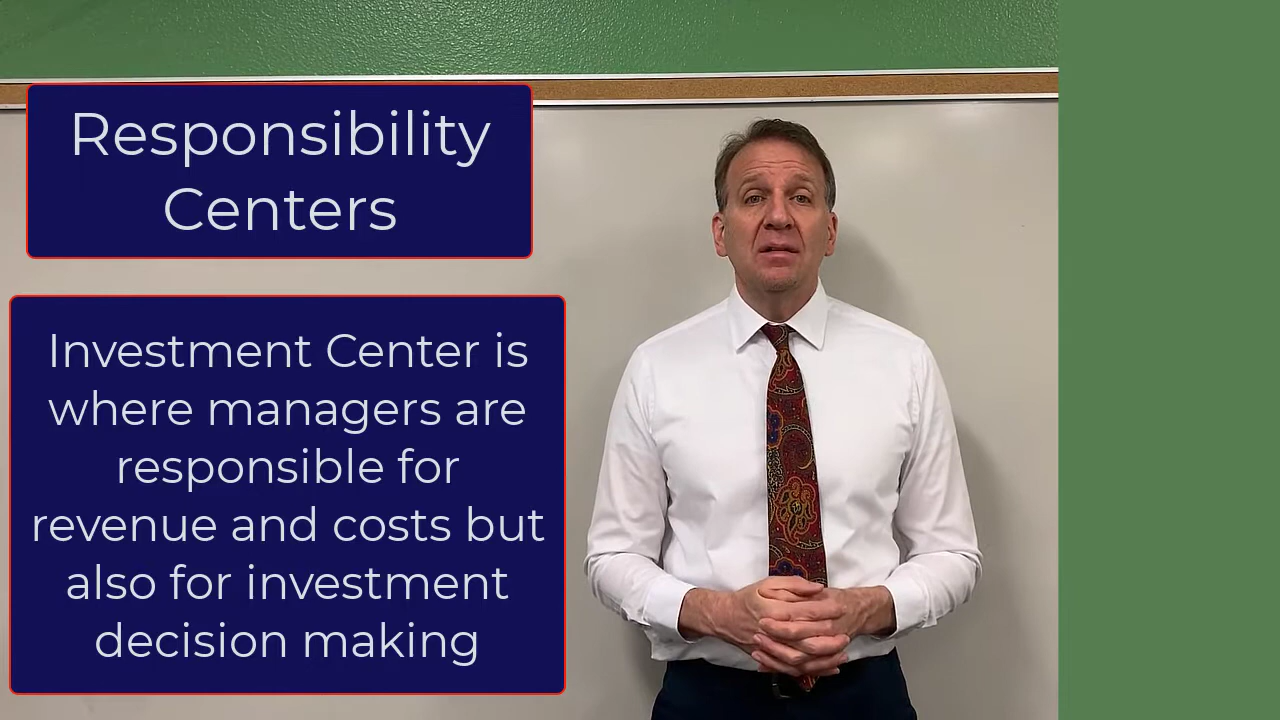 Responsibility
Centers
Investment Center is
where managers are
responsible for
revenue and costs but
also for investment
decision making